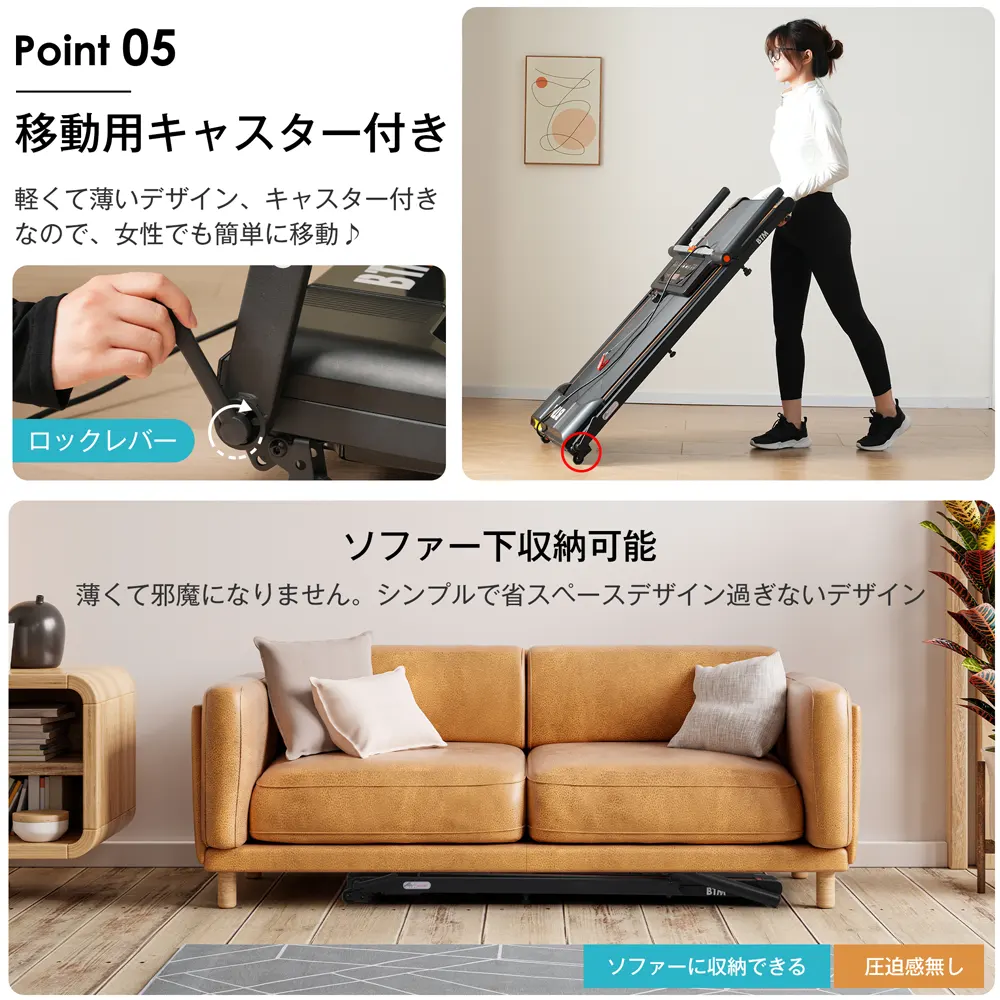 Point 05
移動用キャスター付き
軽くて薄いデザイン、キャスター付き
なので、女性でも簡単に移動♪
BTM
BTM
ロックレバー
ソファー下収納可能
薄くて邪魔になりません。シンプルで省スペースデザイン過ぎないデザイン
BTM
ソファーに収納できる
圧迫感無し